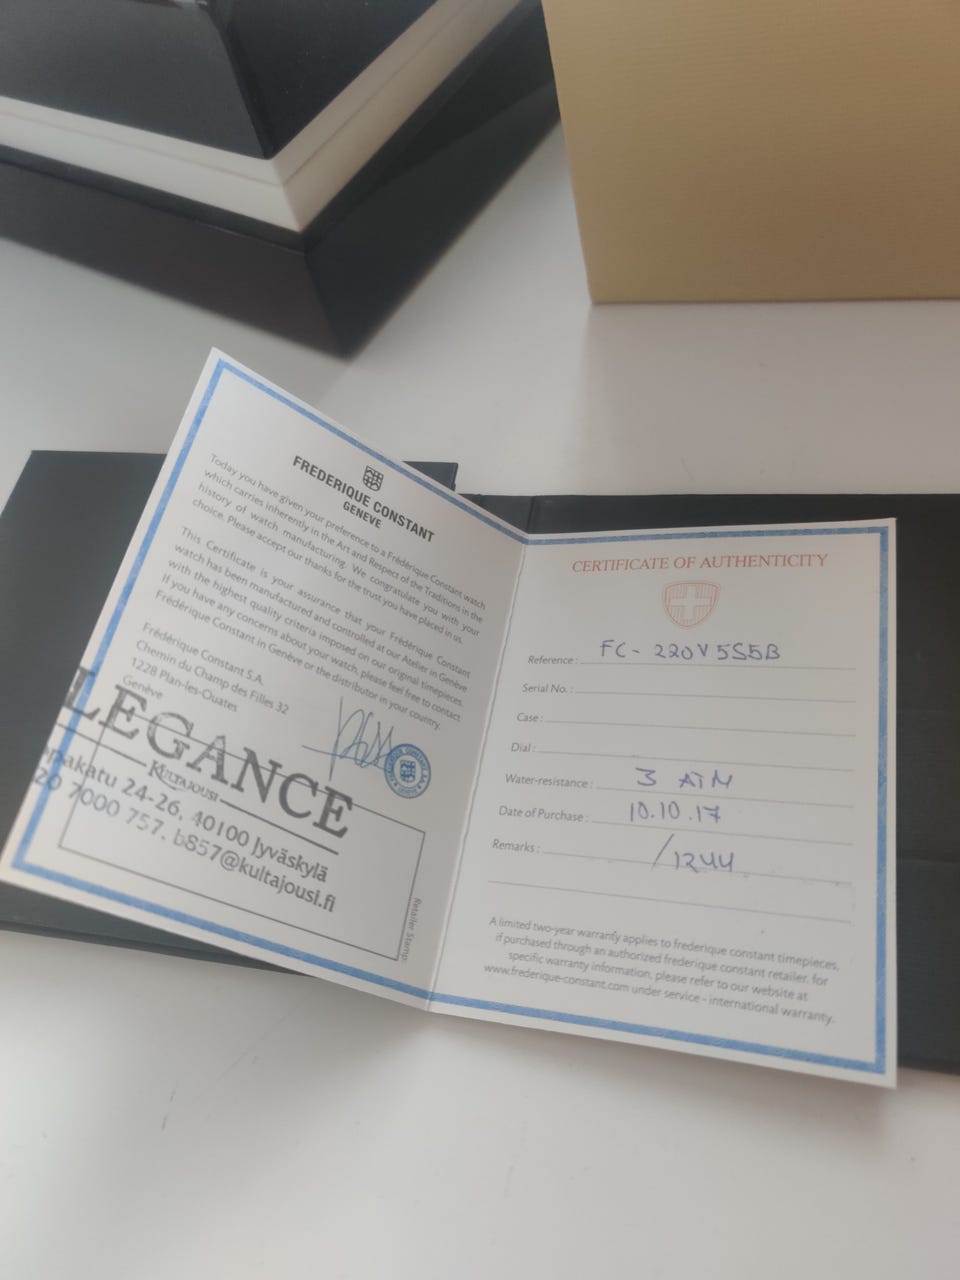 FREDERIQUE CONSTANT
GENEVE
Today you have given your preference to a Frédérique Constant watch
which carries inherently in the Art and Respect of the Traditions in the
history of watch manufacturing. We congratulate you with your
choice. Please accept our thanks for the trust you have placed in us.
This Certificate is your assurance that your Frédérique Constant
watch has been manufactured and controlled at our Atelier in Genève
with the highest quality criteria imposed on our original timepieces.
If you have any concerns about your watch, please feel free to contact
Frédérique Constant in Genève or the distributor in your country.
Frédérique Constant S.A.
Chemin du Champ des Filles 32
1228 Plan-les-Ouates
Genève
LEGANCE
KULTAJOUSI
ppakatu 24-26, 40100 Jyväskylä
20 7000 757. b857@kultajousi.fi
Retailer Stamp
CERTIFICATE OF AUTHENTICITY
Reference: FC-220V5S5B
Serial No.:
Case:
Dial:
Water-resistance: 3 ATM
Date of Purchase: 10.10.17
Remarks: /1244
A limited two-year warranty applies to frederique constant timepieces,
if purchased through an authorized frederique constant retailer. for
specific warranty information, please refer to our website at
www.frederique-constant.com under service - international warranty.